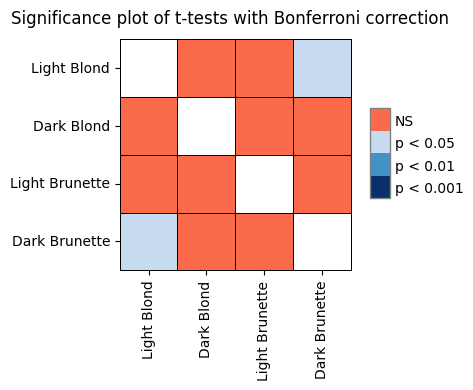 Significance plot of t-tests with Bonferroni correction
Light Blond
Dark Blond
Light Brunette
Dark Brunette
NS
p < 0.05
p < 0.01
p < 0.001
Light Blond
Dark Blond
Light Brunette
Dark Brunette